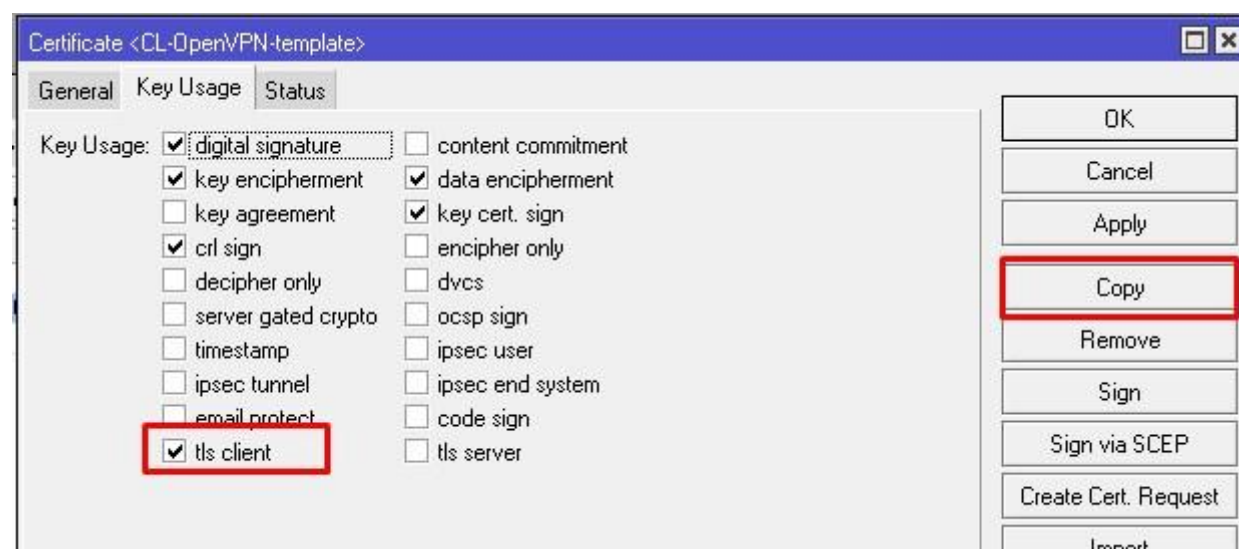 Certificate <CL-OpenVPN-template>
General Key Usage Status
Key Usage: digital signature content commitment
key encipherment data encipherment
key agreement key cert. sign
crl sign encipher only
decipher only dvcs
server gated crypto ocsp sign
timestamp ipsec user
ipsec tunnel ipsec end system
email protect code sign
tls client tls server
OK
Cancel
Apply
Copy
Remove
Sign
Sign via SCEP
Create Cert. Request
Import